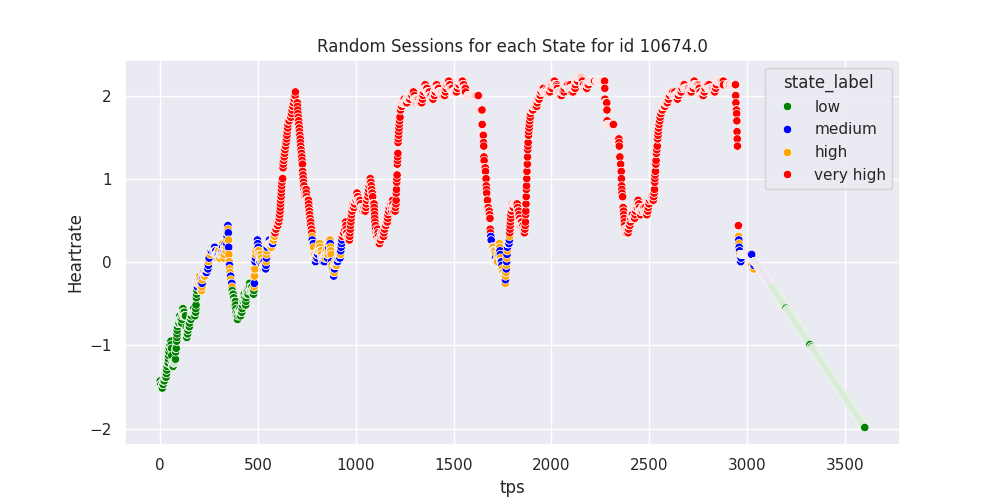 Random Sessions for each State for id 10674.0
state_label
low
medium
high
very high
Heartrate
2
1
0
−1
−2
0
500
1000
1500
2000
2500
3000
3500
tps